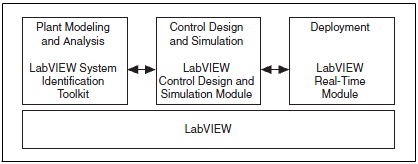 Plant Modeling
and Analysis
LabVIEW System
Identification
Toolkit
Control Design
and Simulation
LabVIEW
Control Design and
Simulation Module
Deployment
LabVIEW
Real-Time
Module
LabVIEW